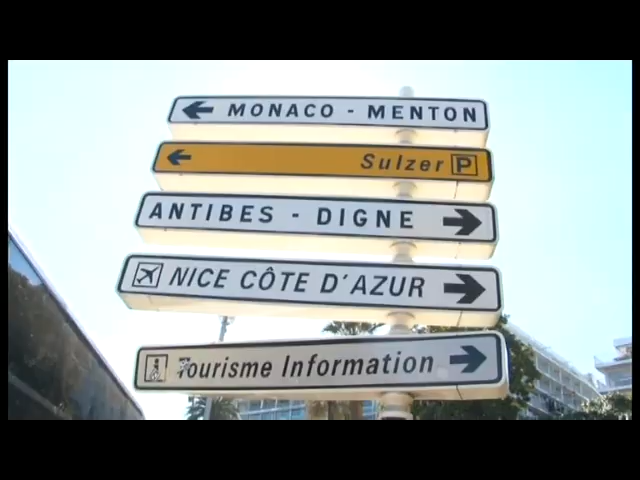 MONACO - MENTON
Sulzer P
ANTIBES - DIGNE
NICE CÔTE D'AZUR
i Tourisme Information